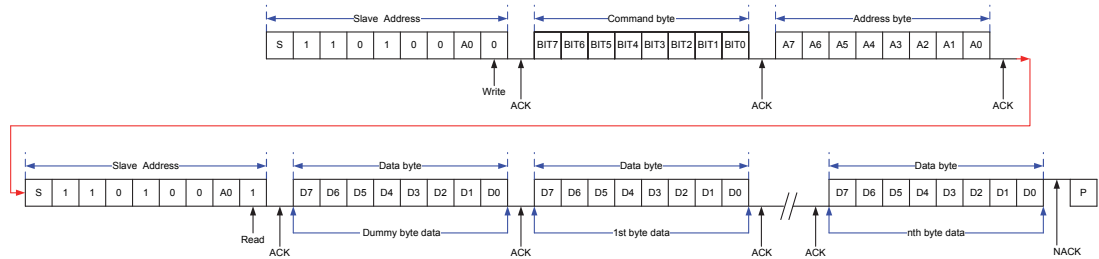 Slave Address Command byte Address byte
S 1 1 0 1 0 0 A0 0 BIT7 BIT6 BIT5 BIT4 BIT3 BIT2 BIT1 BIT0 A7 A6 A5 A4 A3 A2 A1 A0
Write ACK ACK ACK
Slave Address Data byte Data byte Data byte
S 1 1 0 1 0 0 A0 1 D7 D6 D5 D4 D3 D2 D1 D0 D7 D6 D5 D4 D3 D2 D1 D0 D7 D6 D5 D4 D3 D2 D1 D0 P
Read ACK Dummy byte data ACK 1st byte data ACK ACK nth byte data NACK